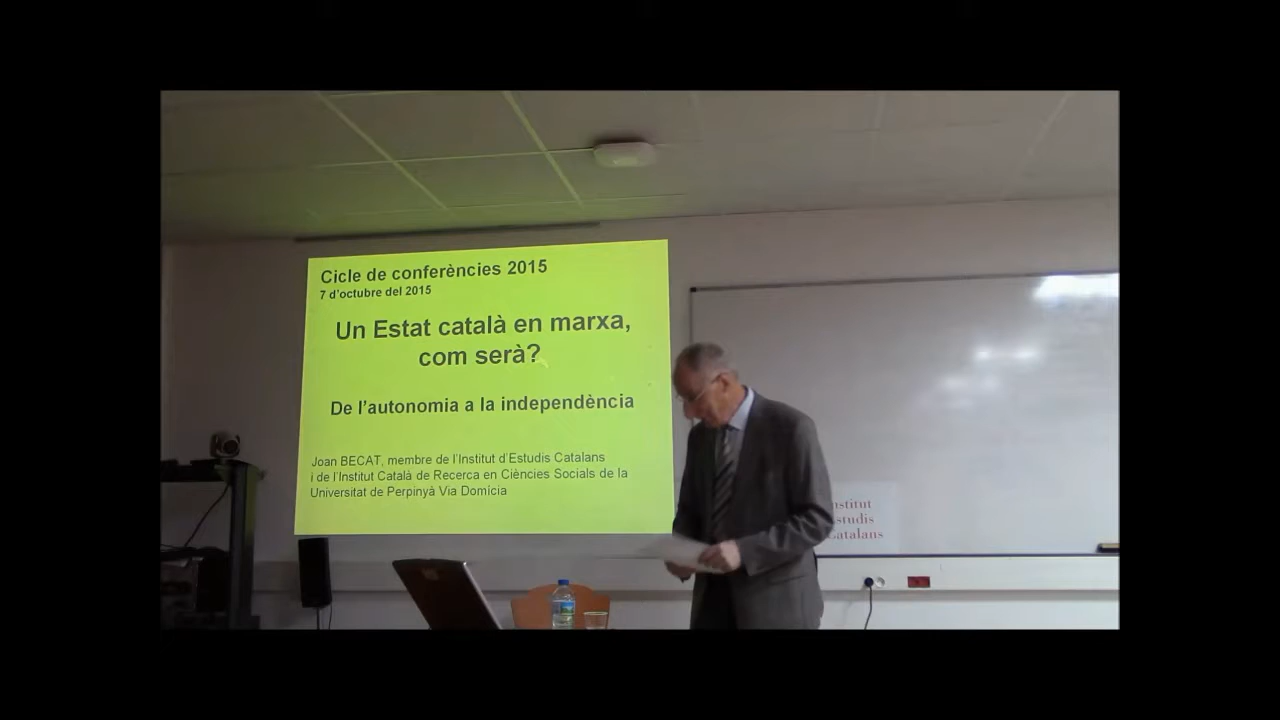 Cicle de conferències 2015
7 d'octubre del 2015
Un Estat català en marxa,
com serà?
De l'autonomia a la independència
Joan BECAT, membre de l'Institut d'Estudis Catalans
i de l'Institut Català de Recerca en Ciències Socials de la
Universitat de Perpinyà Via Domícia
Institut
Estudis
Catalans